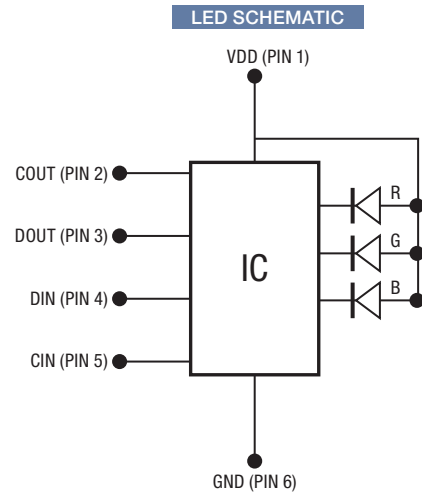 LED SCHEMATIC
VDD (PIN 1)
COUT (PIN 2)
DOUT (PIN 3)
DIN (PIN 4)
CIN (PIN 5)
IC
R
G
B
GND (PIN 6)